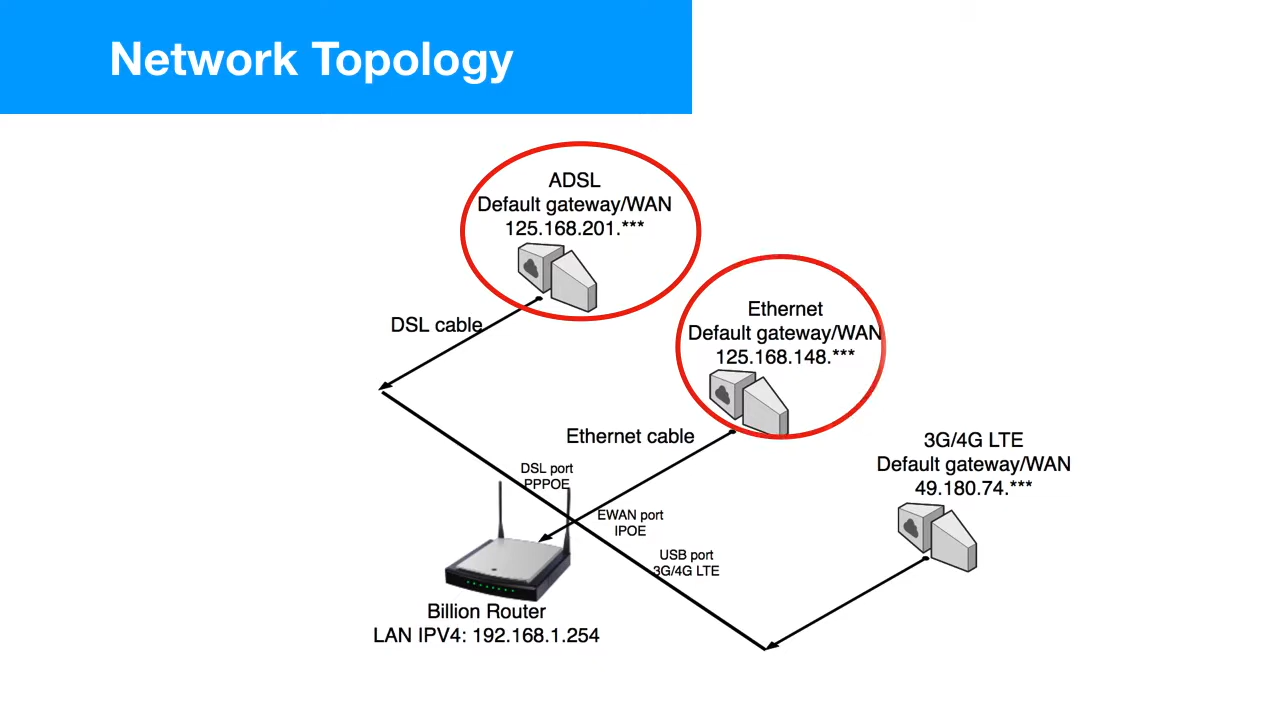 Network Topology
ADSL
Default gateway/WAN
125.168.201.***
DSL cable
Ethernet
Default gateway/WAN
125.168.148.***
Ethernet cable
3G/4G LTE
Default gateway/WAN
49.180.74.***
DSL port
PPPOE
EWAN port
IPOE
USB port
3G/4G LTE
Billion Router
LAN IPV4: 192.168.1.254